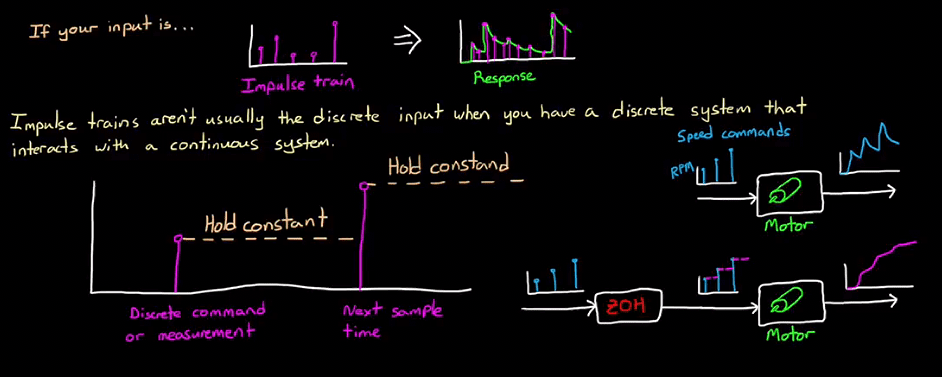 If your input is...
Impulse train
Response
Impulse trains aren't usually the discrete input when you have a discrete system that
interacts with a continuous system.
Hold constand
Hold constant
Discrete command
or measurement
Next sample
time
Speed commands
RPM
Motor
ZOH
Motor